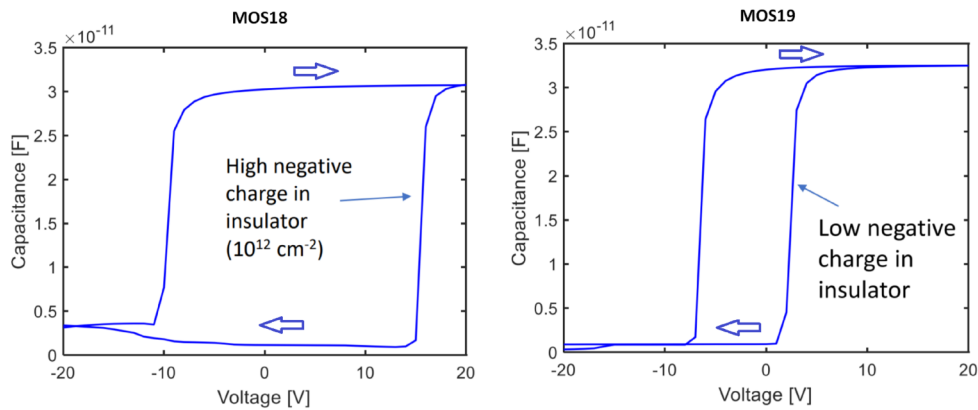 MOS18
×10⁻¹¹
3.5
3
2.5
2
1.5
1
0.5
0
Capacitance [F]
High negative
charge in
insulator
(10¹² cm⁻²)
-20
-10
0
10
20
Voltage [V]
MOS19
×10⁻¹¹
3.5
3
2.5
2
1.5
1
0.5
0
Capacitance [F]
Low negative
charge in
insulator
-20
-10
0
10
20
Voltage [V]